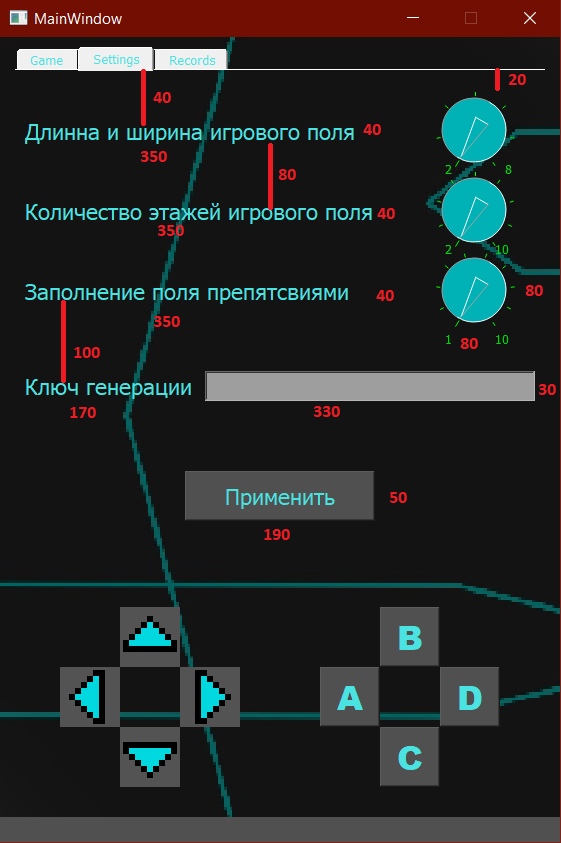 MainWindow
Game Settings Records
20
40
Длинна и ширина игрового поля 40
350
2 8
80
Количество этажей игрового поля 40
350
2 10
Заполнение поля препятсвиями 40 80
350
1 80 10
100
Ключ генерации 30
170 330
Применить 50
190
B
A D
C